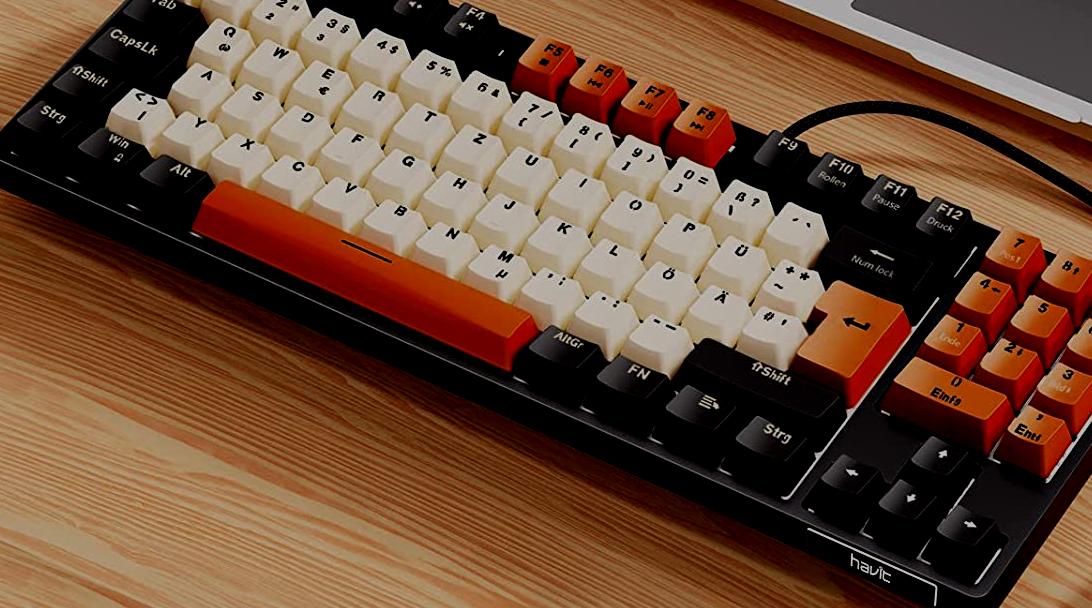 F4
F5 F6 F7 F8
F9 F10 F11 F12
Rollen Pause Druck
2 " 3 § 4 $ 5 % 6 & 7 / { 8 ( [ 9 ) ] 0 = } ß ? \
Num lock
Tab Q @ W E € R T Z U I O P Ü * ~
CapsLk A S D F G H J K L Ö Ä # '
Shift < > | Y X C V B N M µ , ; . : - _ Shift
Strg Win Alt AltGr FN Strg
7 8
Pos1
4 5
1 2 3
Ende
0
Einfg
,
Entf
havit